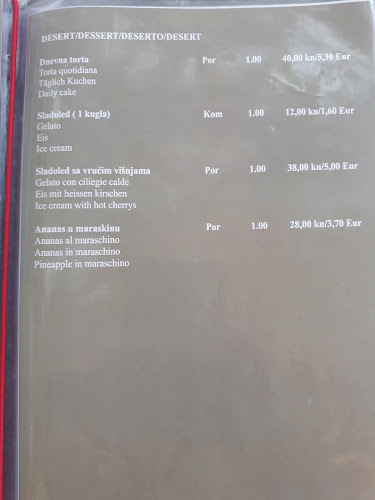 DESERT/DESSERT/DESERTO/DESERT
Dnevna torta Por 1.00 40,00 kn/5,30 Eur
Torta quotidiana
Täglich Kuchen
Daily cake
Sladoled ( 1 kugla) Kom 1.00 12,00 kn/1,60 Eur
Gelato
Eis
Ice cream
Sladoled sa vrućim višnjama Por 1.00 38,00 kn/5,00 Eur
Gelato con ciliegie calde
Eis mit heissen kirschen
Ice cream with hot cherrys
Ananas u maraskinu Por 1.00 28,00 kn/3,70 Eur
Ananas al maraschino
Ananas in maraschino
Pineapple in maraschino